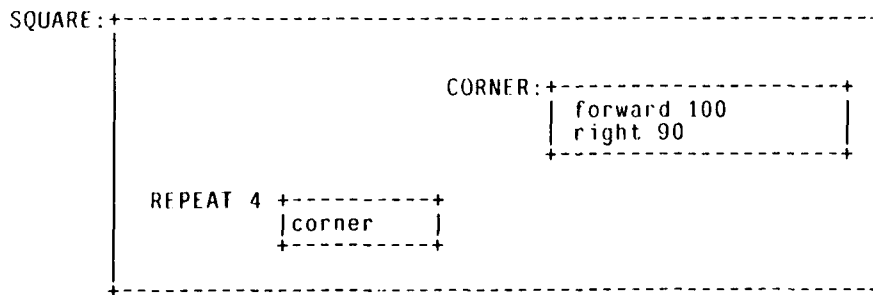 SQUARE:
CORNER:
forward 100
right 90
REPEAT 4
corner